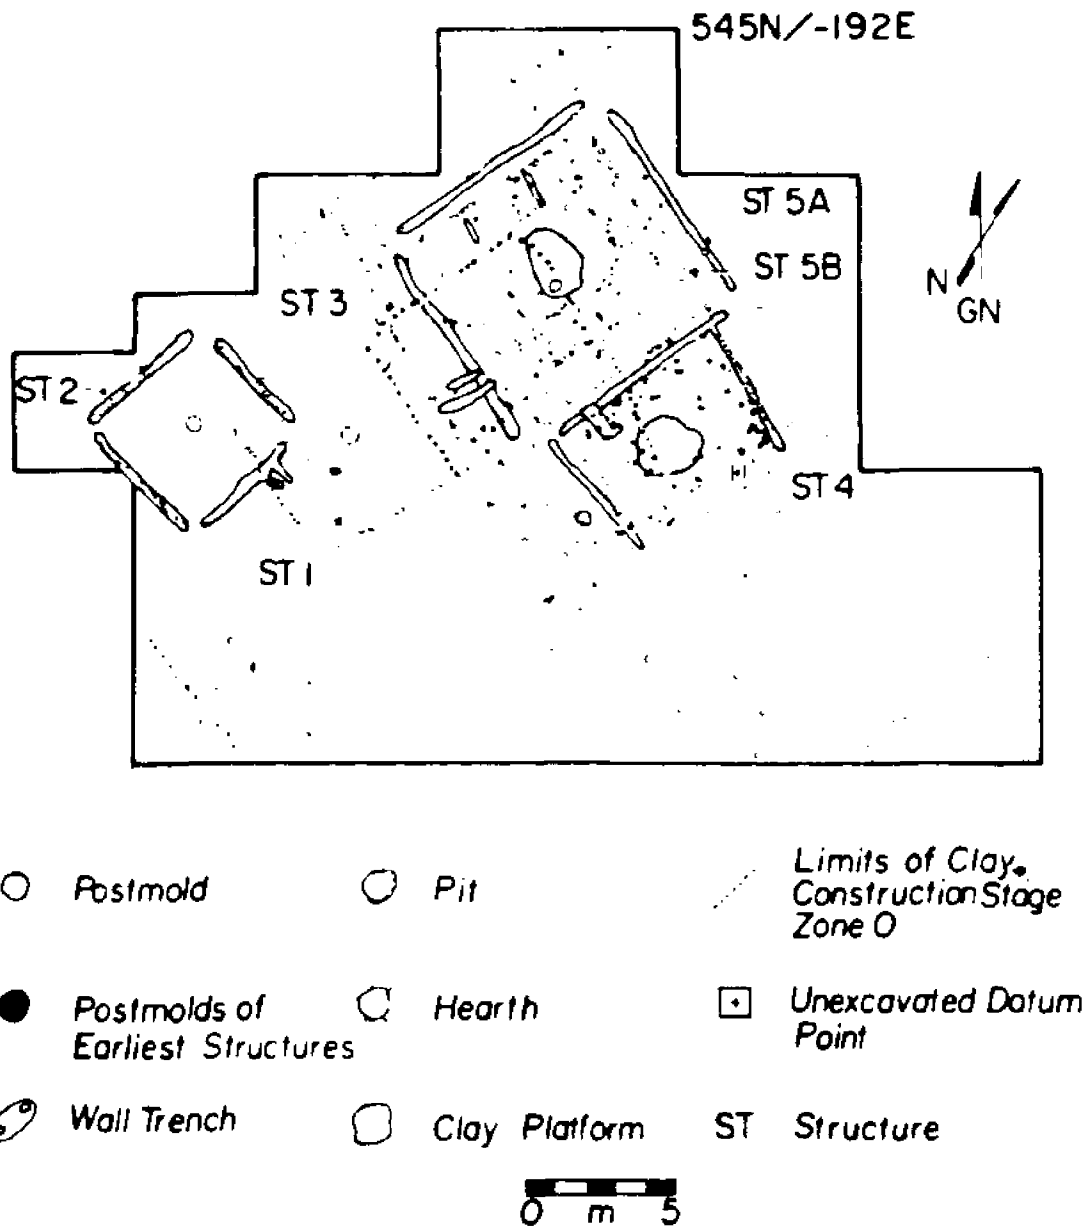 545N/-192E
ST 5A
ST 5B
N
GN
ST 3
ST 2
ST 4
ST 1
Postmold
Pit
Limits of Clay
Construction Stage
Zone O
Postmolds of
Earliest Structures
Hearth
Unexcavated Datum
Point
Wall Trench
Clay Platform
ST Structure
0 m 5